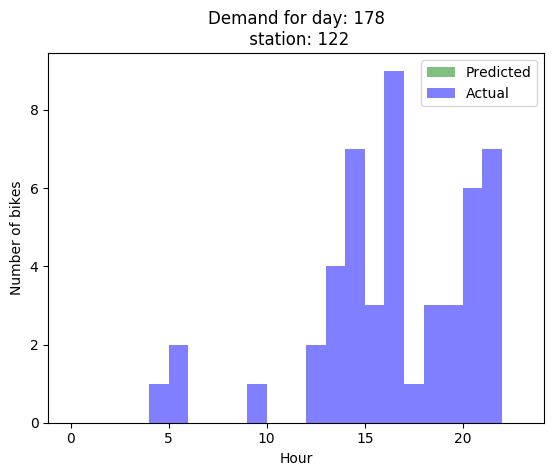 Demand for day: 178
station: 122
Predicted
Actual
Number of bikes
8
6
4
2
0
0
5
10
15
20
Hour